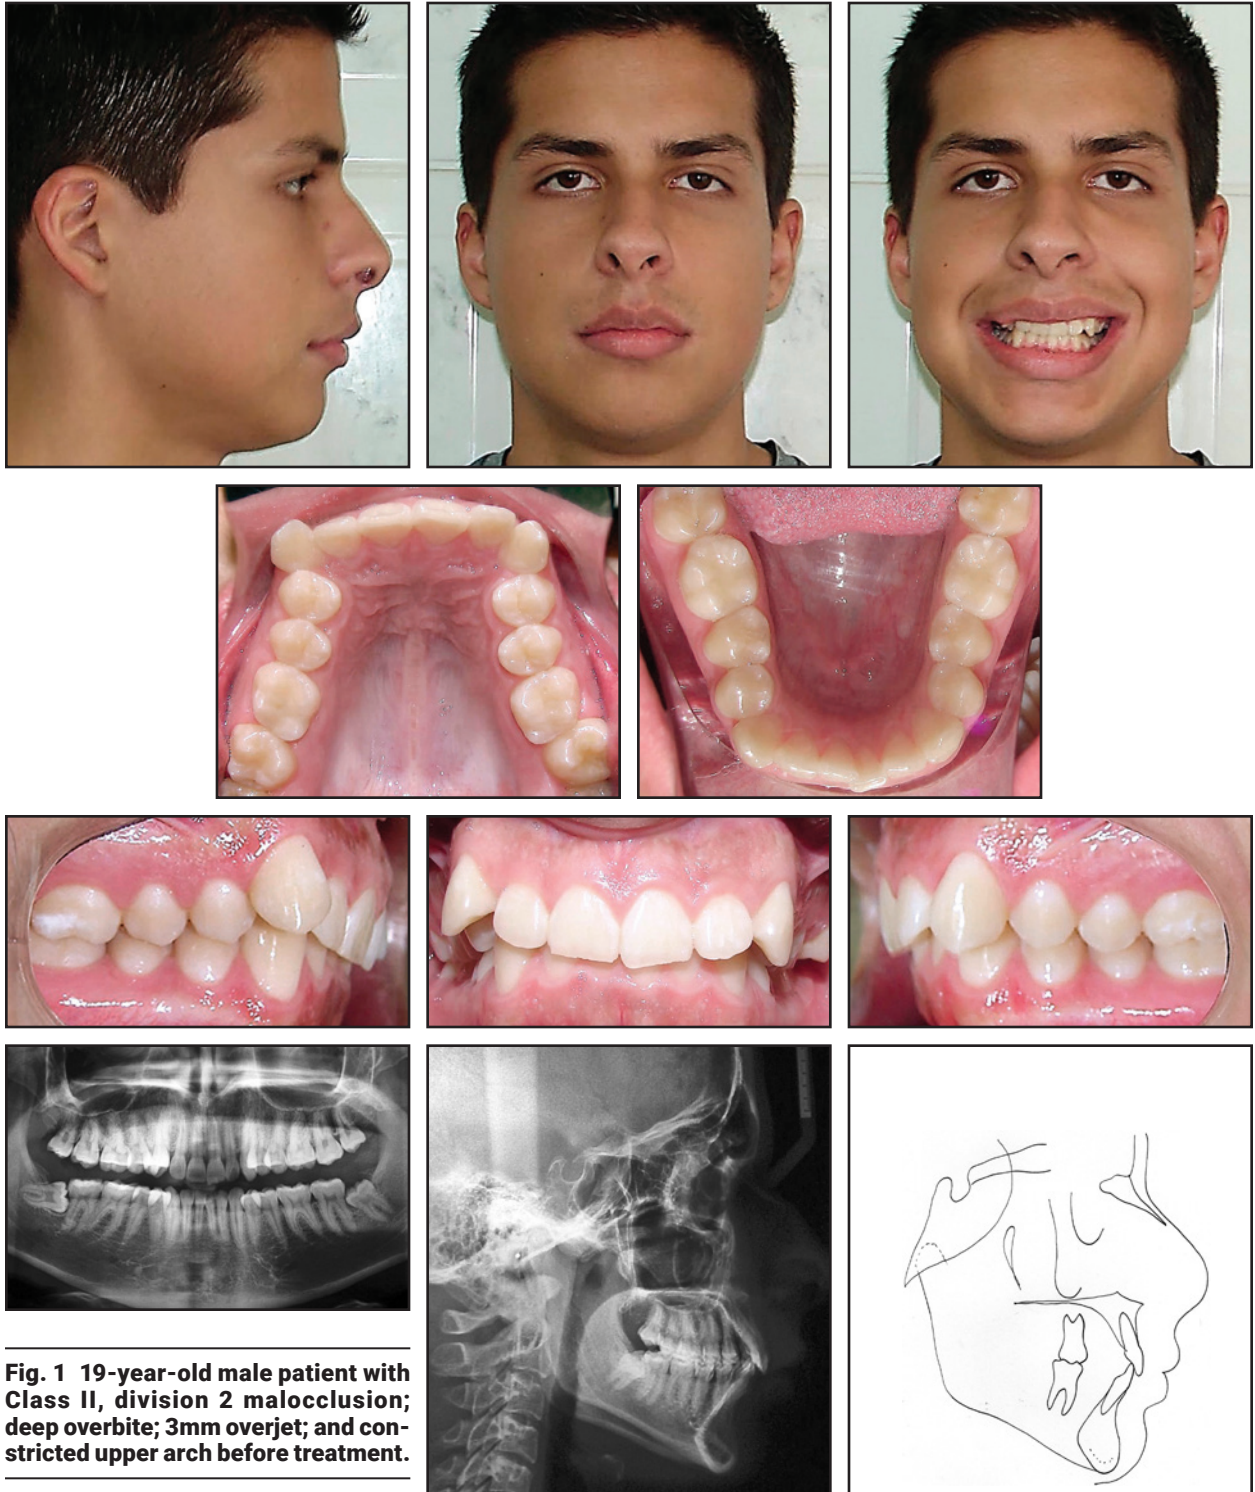 Fig. 1 19-year-old male patient with
Class II, division 2 malocclusion;
deep overbite; 3mm overjet; and con-
stricted upper arch before treatment.